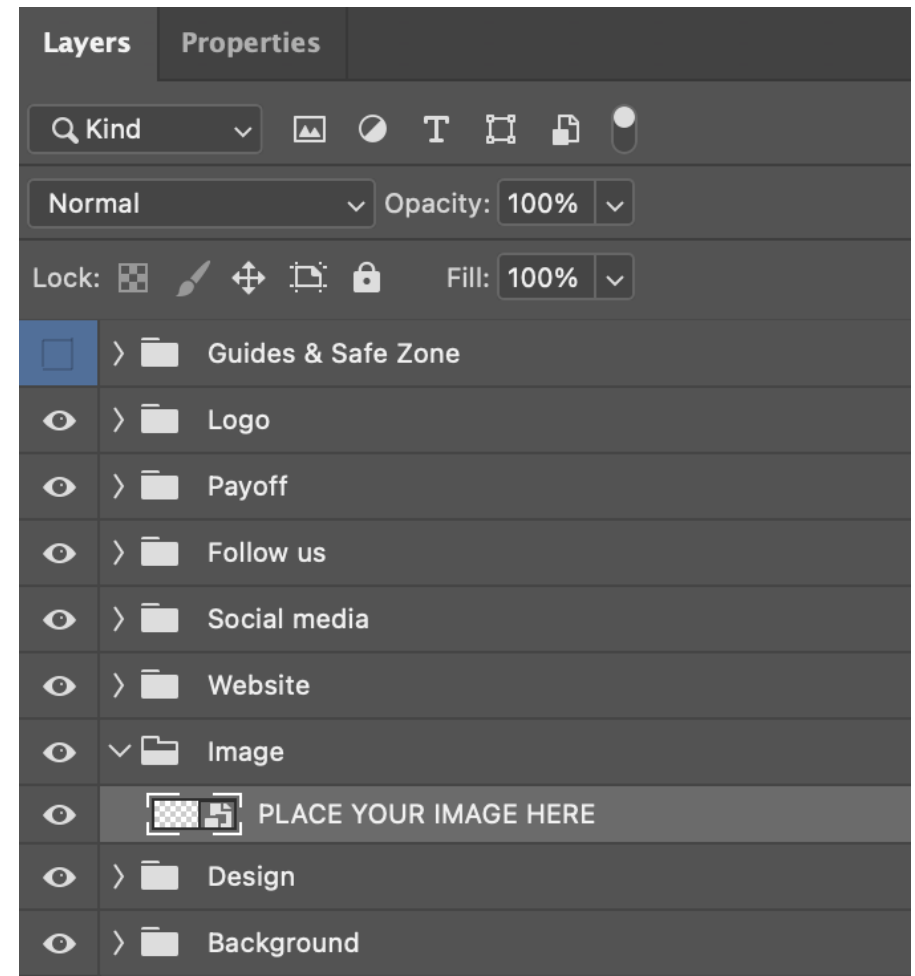 Layers Properties
Kind
Normal Opacity: 100%
Lock: Fill: 100%
Guides & Safe Zone
Logo
Payoff
Follow us
Social media
Website
Image
PLACE YOUR IMAGE HERE
Design
Background